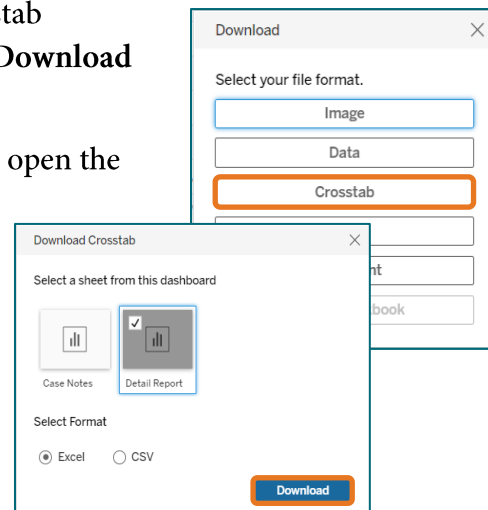 tab
Download
open the
Download
Select your file format.
Image
Data
Crosstab
nt
book
Download Crosstab
Select a sheet from this dashboard
Case Notes
Detail Report
Select Format
Excel
CSV
Download